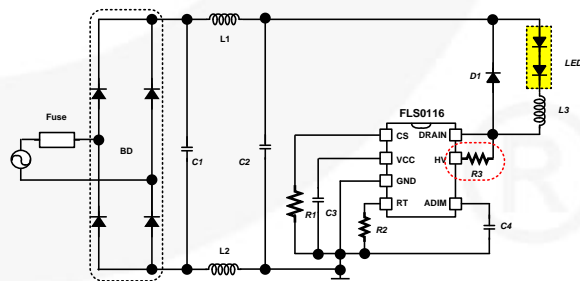 L1
LED
D1
Fuse
BD
C1
C2
L3
FLS0116
CS
DRAIN
VCC
HV
R3
GND
R1
C3
RT
ADIM
R2
C4
L2
R